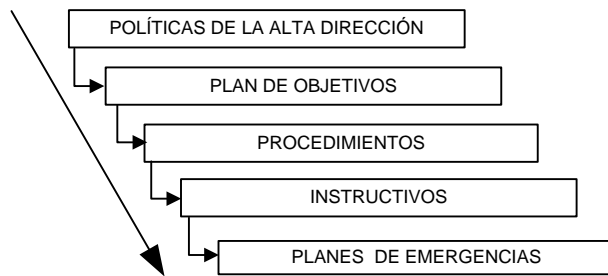 POLÍTICAS DE LA ALTA DIRECCIÓN
PLAN DE OBJETIVOS
PROCEDIMIENTOS
INSTRUCTIVOS
PLANES DE EMERGENCIAS